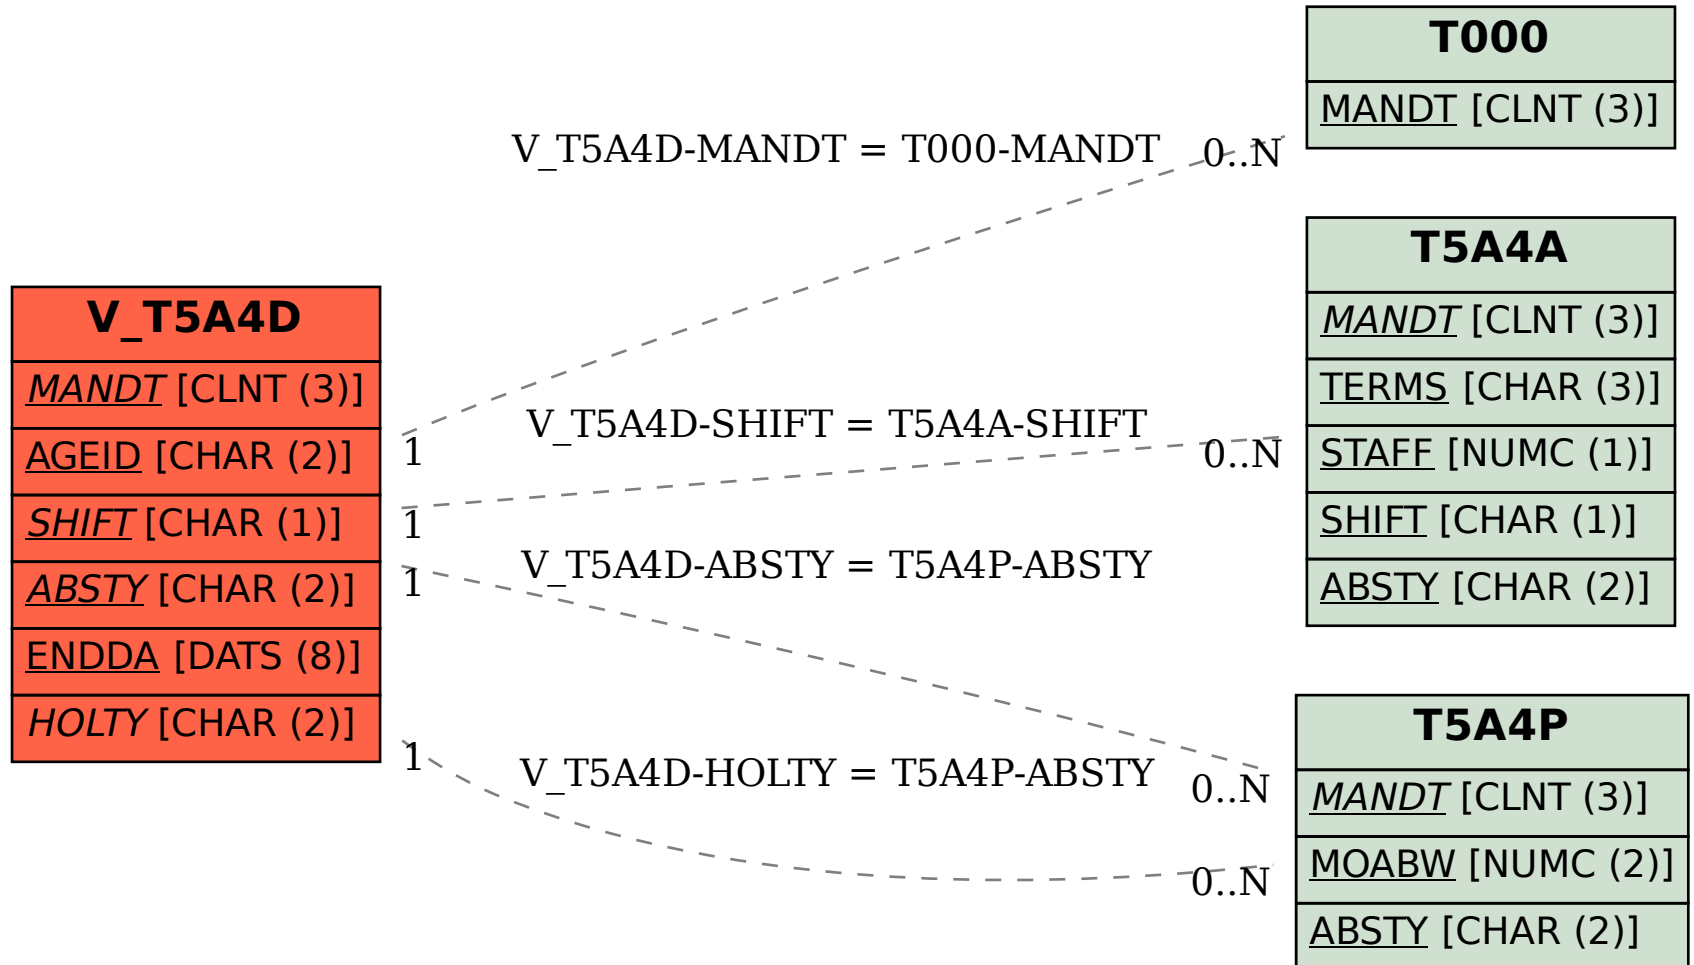 T000
MANDT [CLNT (3)]
V_T5A4D-MANDT = T000-MANDT
0..N
T5A4A
MANDT [CLNT (3)]
TERMS [CHAR (3)]
STAFF [NUMC (1)]
SHIFT [CHAR (1)]
ABSTY [CHAR (2)]
V_T5A4D
MANDT [CLNT (3)]
AGEID [CHAR (2)]
SHIFT [CHAR (1)]
ABSTY [CHAR (2)]
ENDDA [DATS (8)]
HOLTY [CHAR (2)]
1
V_T5A4D-SHIFT = T5A4A-SHIFT
0..N
1
1
V_T5A4D-ABSTY = T5A4P-ABSTY
0..N
1
V_T5A4D-HOLTY = T5A4P-ABSTY
0..N
T5A4P
MANDT [CLNT (3)]
MOABW [NUMC (2)]
ABSTY [CHAR (2)]